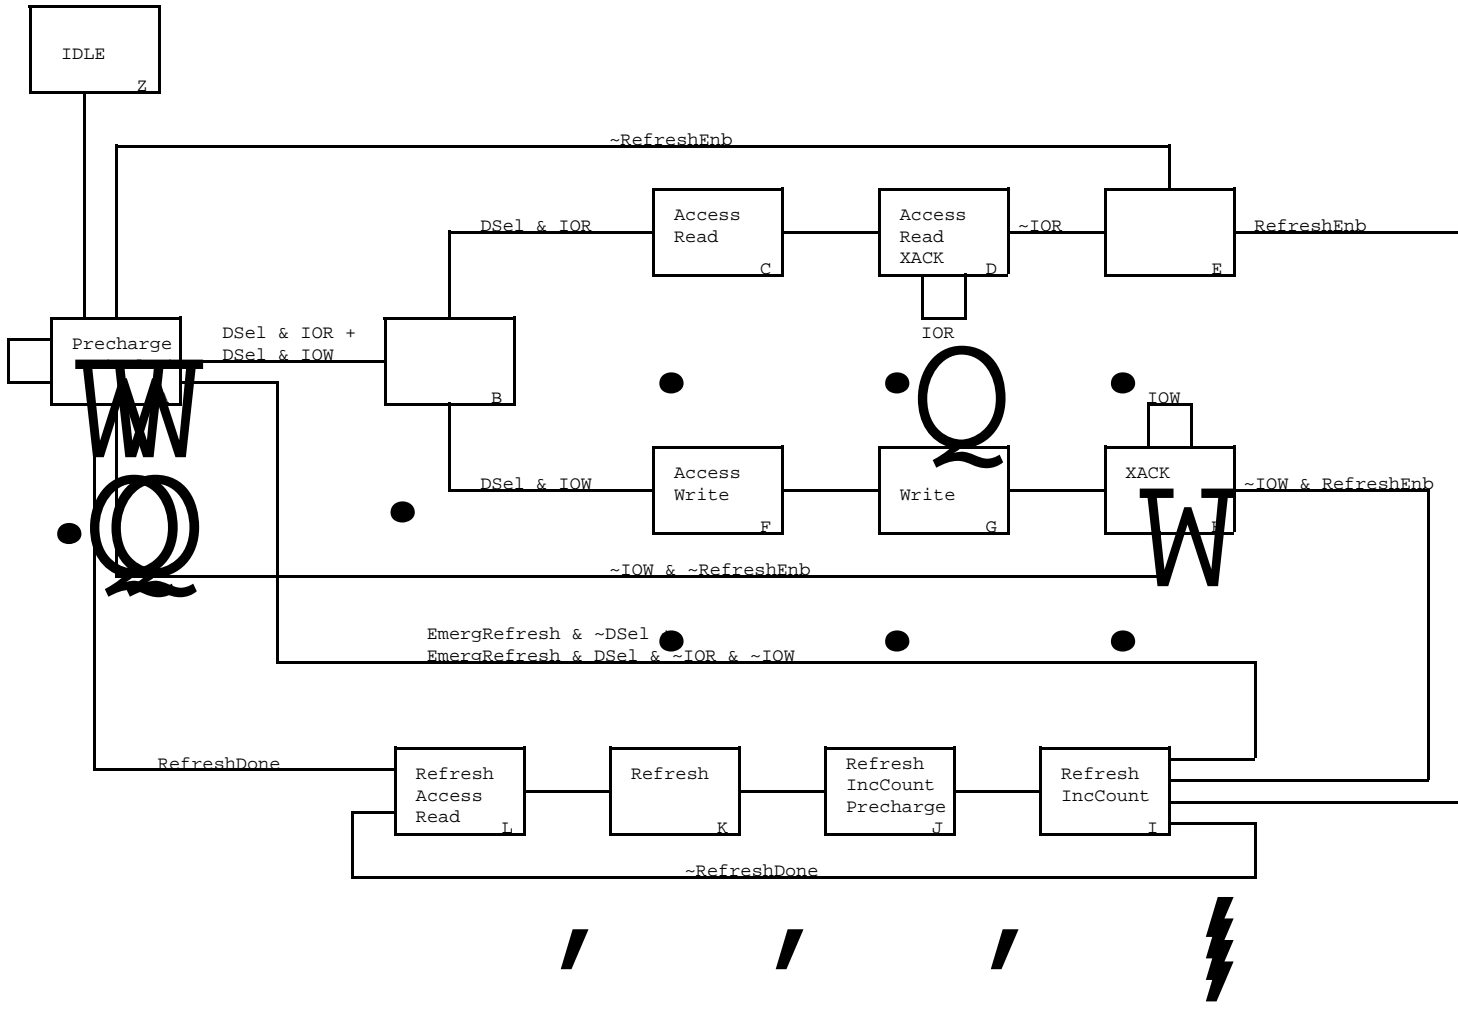 IDLE
Z
~RefreshEnb
Access
Read
C
Access
Read
XACK
D
E
DSel & IOR
~IOR
RefreshEnb
IOR
Precharge
DSel & IOR +
DSel & IOW
B
W W
Q
IOW
DSel & IOW
Access
Write
F
Write
G
XACK
~IOW & RefreshEnb
W
Q Q
~IOW & ~RefreshEnb
EmergRefresh & ~DSel
EmergRefresh & DSel & ~IOR & ~IOW
RefreshDone
Refresh
Access
Read
L
Refresh
K
Refresh
IncCount
Precharge
J
Refresh
IncCount
I
~RefreshDone